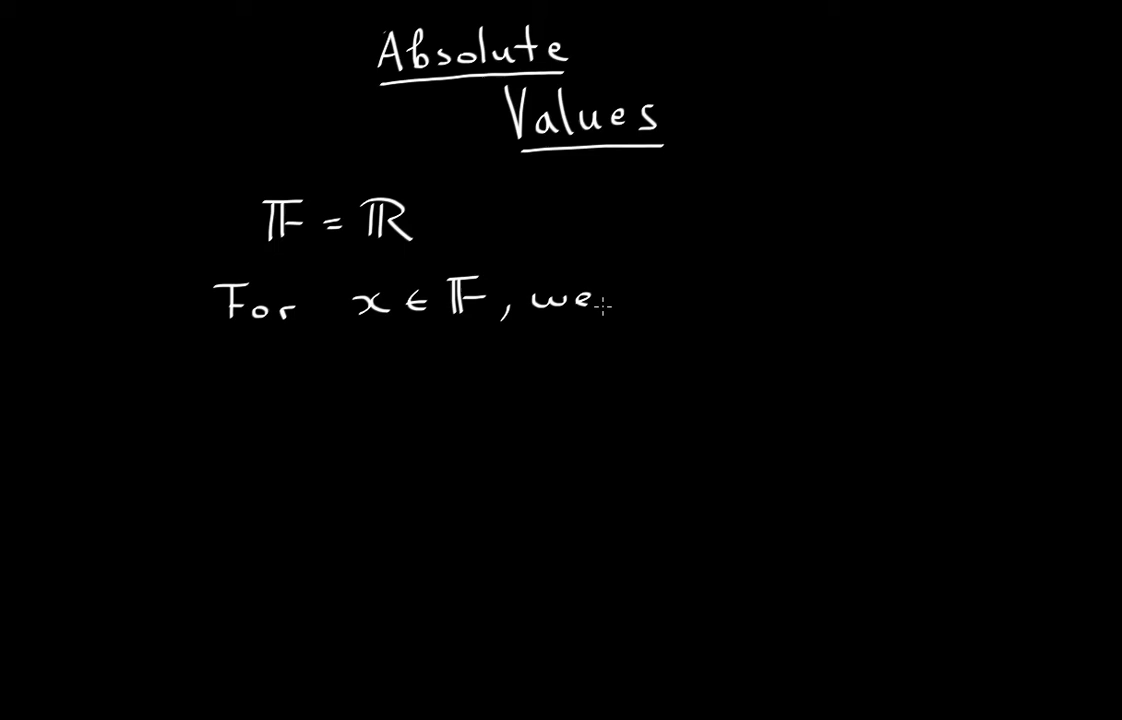 Absolute
Values
𝔽 = ℝ
For x ∈ 𝔽, we